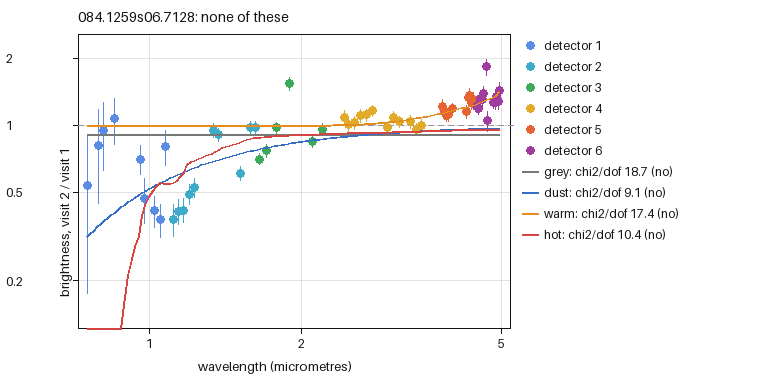 084.1259s06.7128: none of these
brightness, visit 2 / visit 1
2
1
0.5
0.2
1
2
5
wavelength (micrometres)
detector 1
detector 2
detector 3
detector 4
detector 5
detector 6
grey: chi2/dof 18.7 (no)
dust: chi2/dof 9.1 (no)
warm: chi2/dof 17.4 (no)
hot: chi2/dof 10.4 (no)